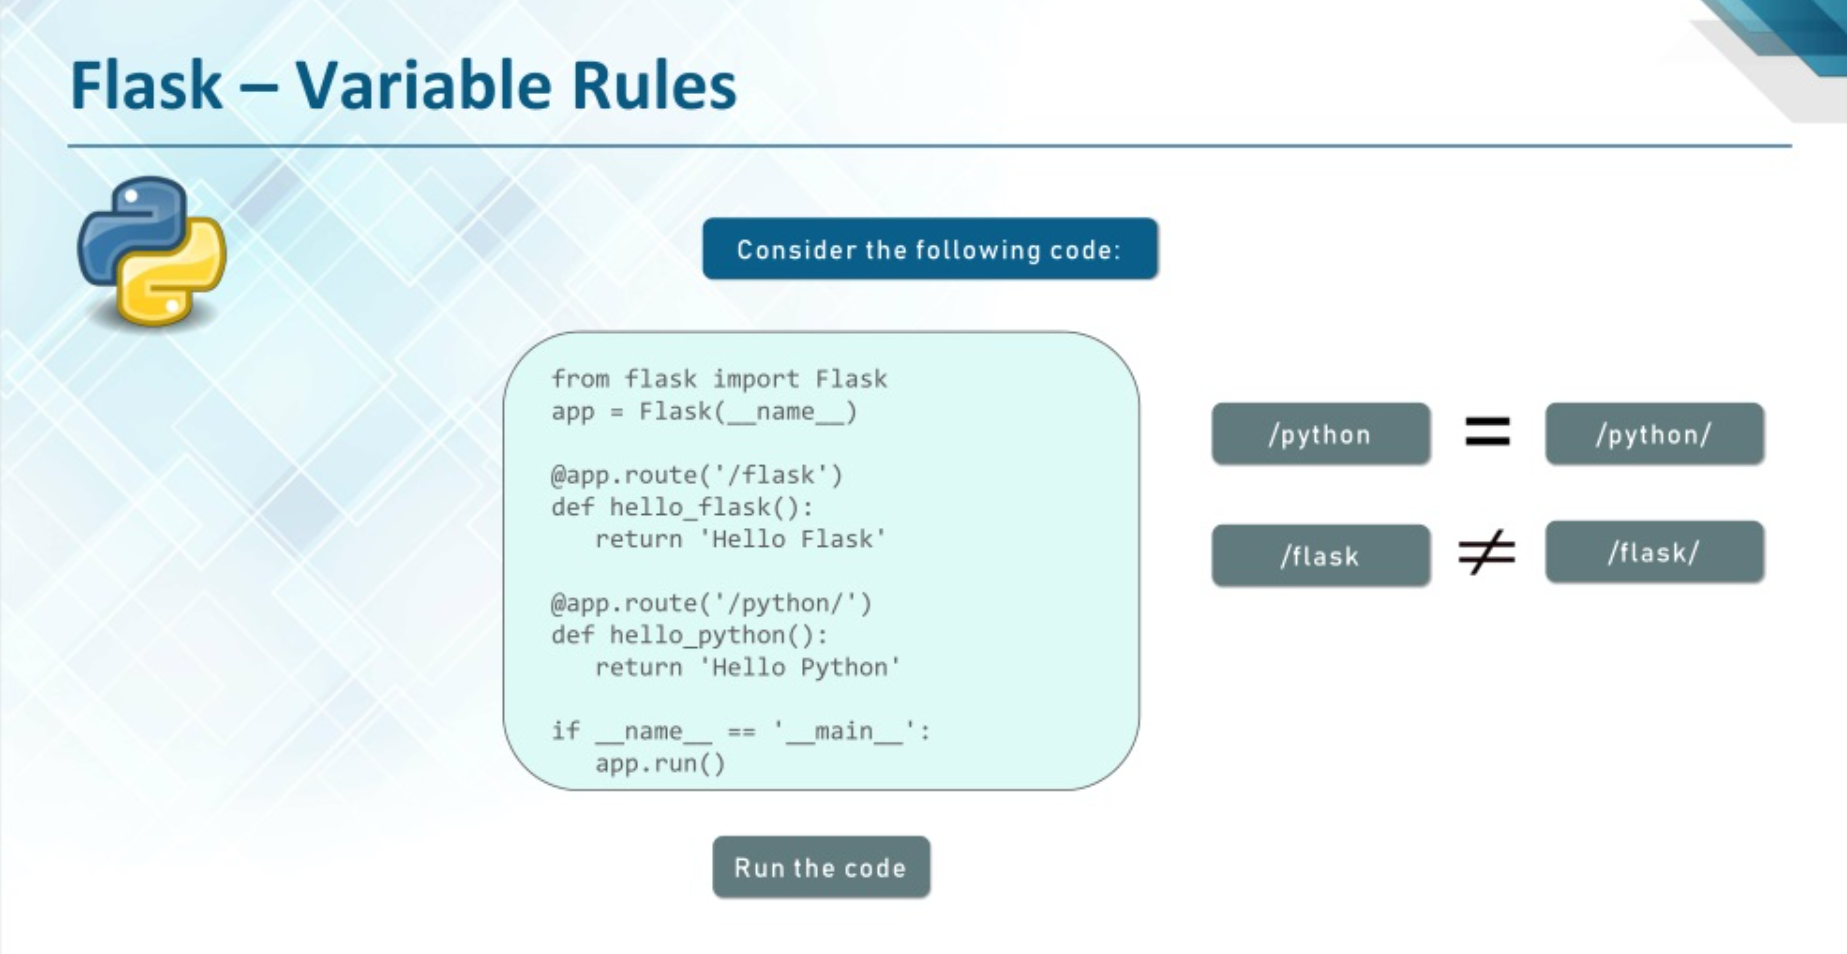 Flask – Variable Rules
Consider the following code:
from flask import Flask
app = Flask(__name__)
@app.route('/flask')
def hello_flask():
   return 'Hello Flask'
@app.route('/python/')
def hello_python():
   return 'Hello Python'
if __name__ == '__main__':
   app.run()
/python = /python/
/flask ≠ /flask/
Run the code